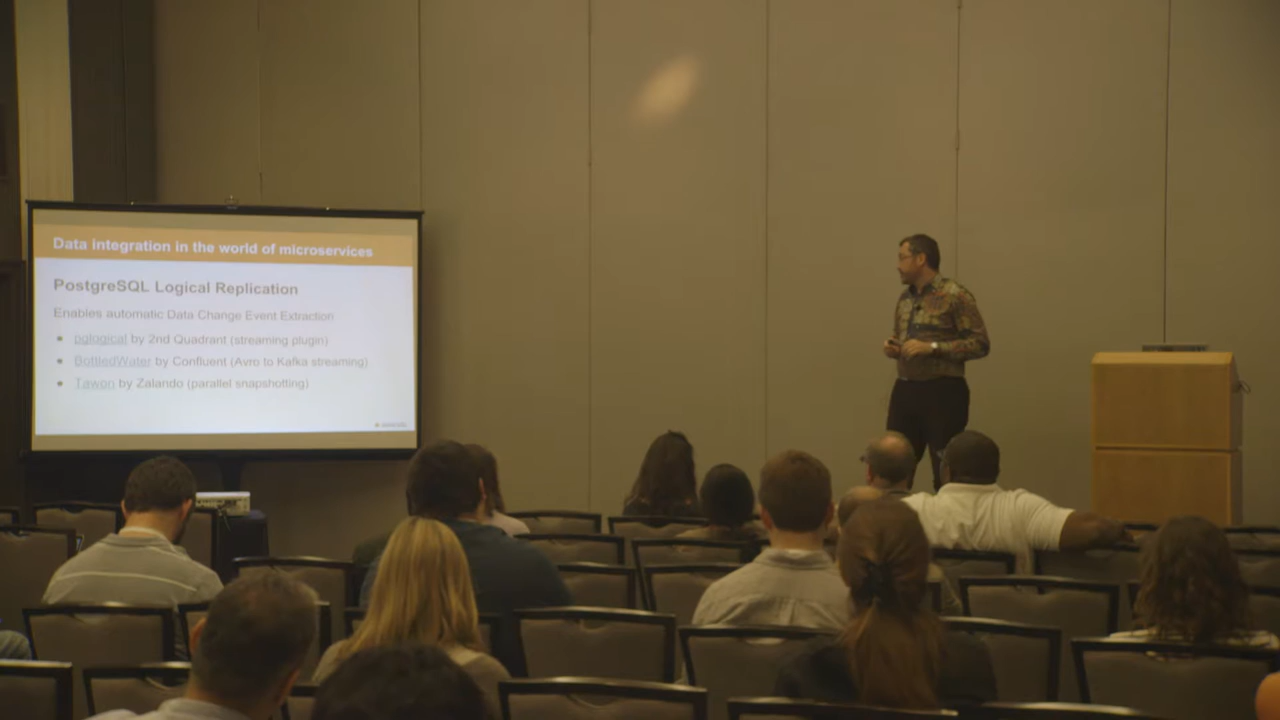 Data integration in the world of microservices
PostgreSQL Logical Replication
Enables automatic Data Change Event Extraction
● pglogical by 2nd Quadrant (streaming plugin)
● BottledWater by Confluent (Avro to Kafka streaming)
● Tawon by Zalando (parallel snapshotting)